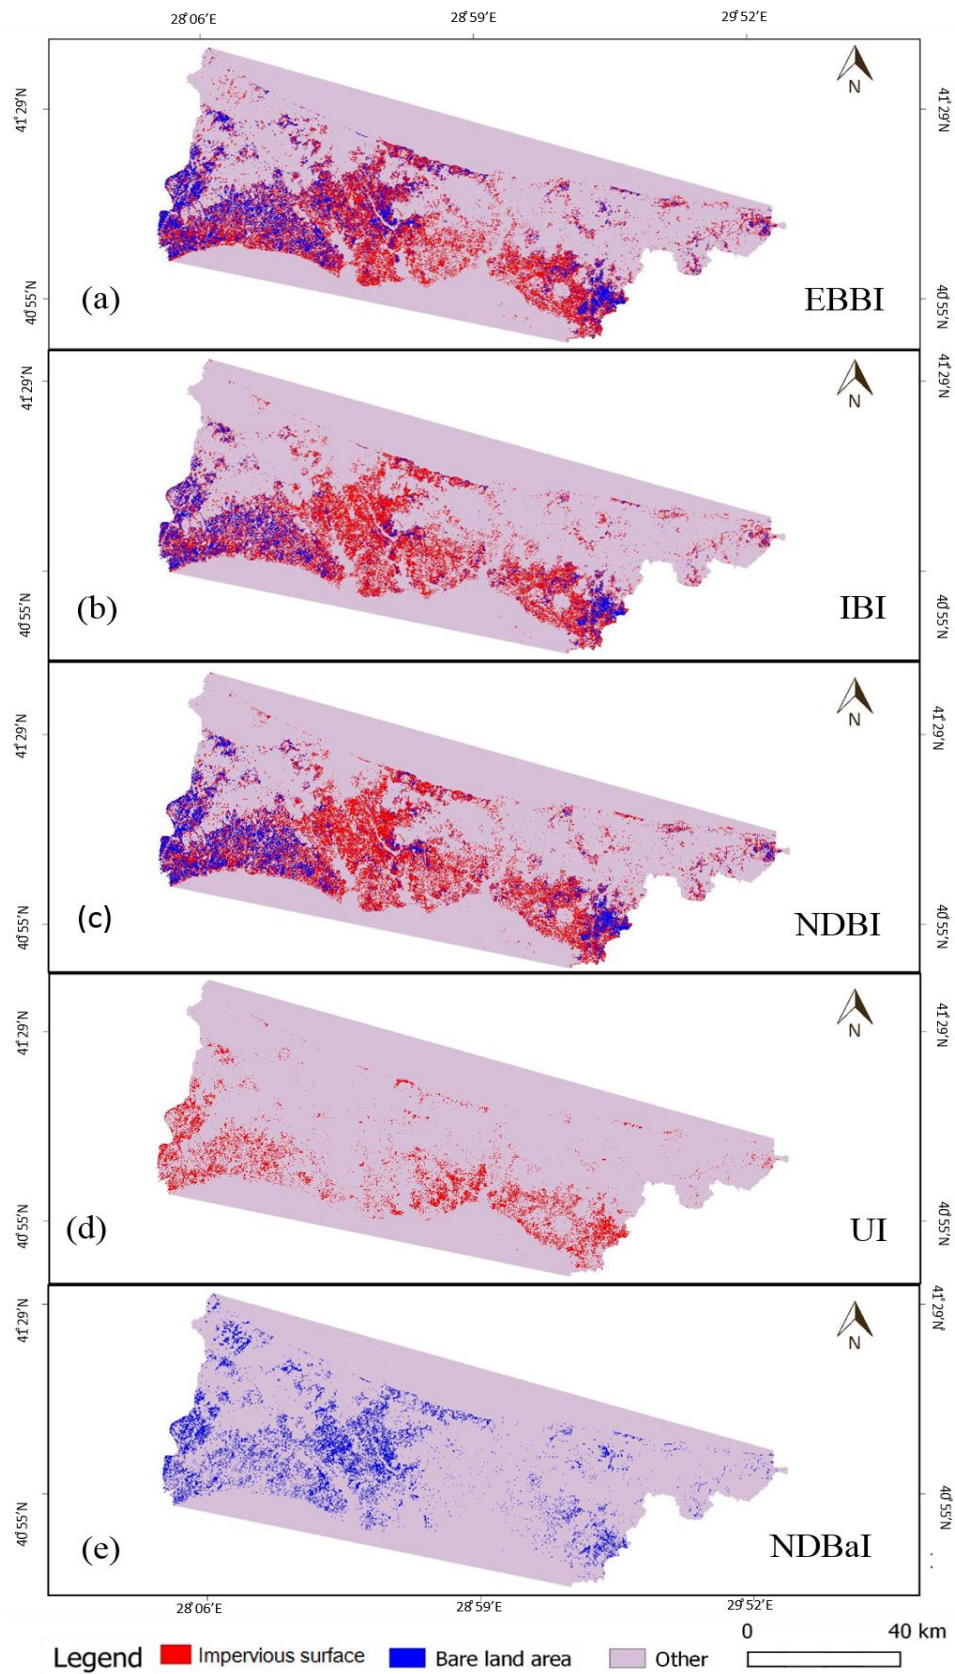 28°06'E 28°59'E 29°52'E
41°29'N 41°29'N
N
(a) EBBI
40°55'N 40°55'N
41°29'N 41°29'N
N
(b) IBI
40°55'N 40°55'N
N
41°29'N 41°29'N
(c) NDBI
40°55'N 40°55'N
N
41°29'N 41°29'N
(d) UI
40°55'N 40°55'N
41°29'N 41°29'N
N
40°55'N 40°55'N
(e) NDBaI
28°06'E 28°59'E 29°52'E
0 40 km
Legend Impervious surface Bare land area Other